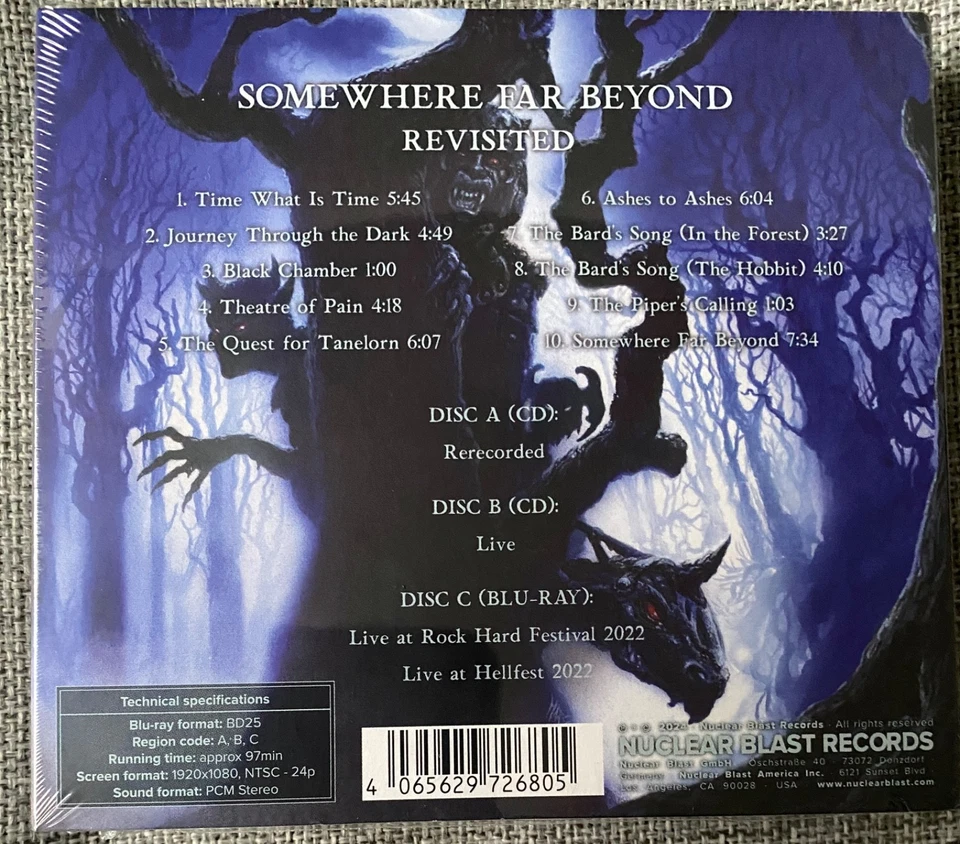 SOMEWHERE FAR BEYOND
REVISITED
1. Time What Is Time 5:45
2. Journey Through the Dark 4:49
3. Black Chamber 1:00
4. Theatre of Pain 4:18
5. The Quest for Tanelorn 6:07
6. Ashes to Ashes 6:04
7. The Bard's Song (In the Forest) 3:27
8. The Bard's Song (The Hobbit) 4:10
9. The Piper's Calling 1:03
10. Somewhere Far Beyond 7:34
DISC A (CD):
Rerecorded
DISC B (CD):
Live
DISC C (BLU-RAY):
Live at Rock Hard Festival 2022
Live at Hellfest 2022
Technical specifications
Blu-ray format: BD25
Region code: A, B, C
Running time: approx 97min
Screen format: 1920x1080, NTSC - 24p
Sound format: PCM Stereo
4 065629 726805
℗ + © 2024 · Nuclear Blast Records · All rights reserved
NUCLEAR BLAST RECORDS
Nuclear Blast GmbH Oschstraße 40 73072 Donzdorf
Germany · Nuclear Blast America Inc. 6121 Sunset Blvd
Los Angeles, CA 90028 · USA www.nuclearblast.com